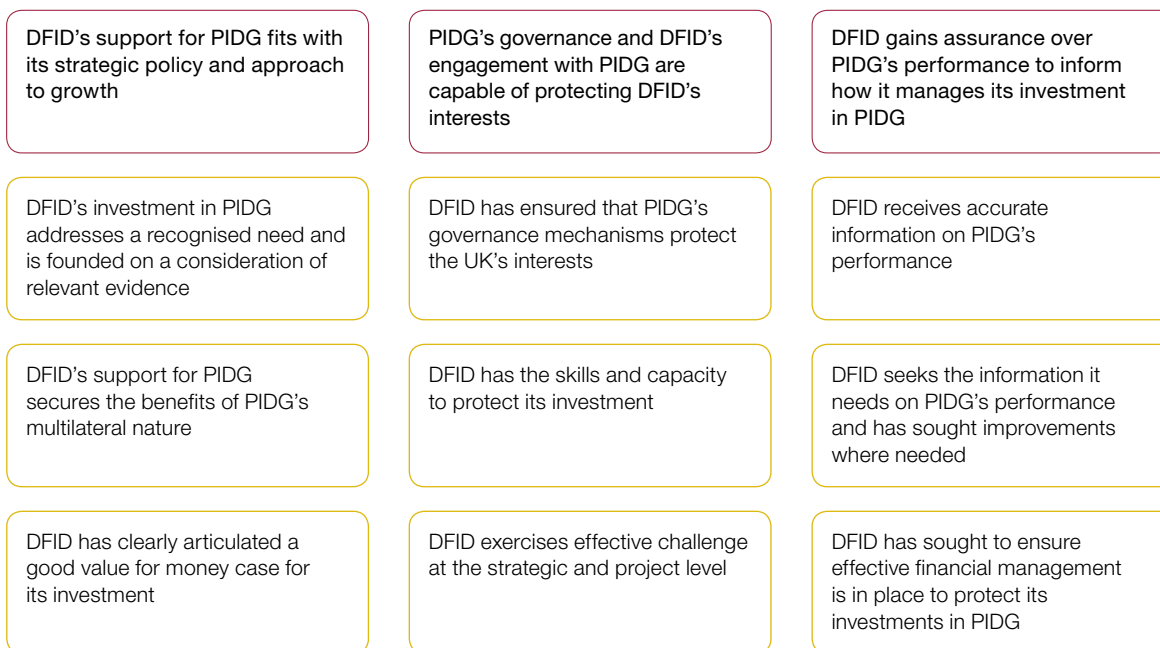 DFID’s support for PIDG fits with
its strategic policy and approach
to growth
PIDG’s governance and DFID’s
engagement with PIDG are
capable of protecting DFID’s
interests
DFID gains assurance over
PIDG’s performance to inform
how it manages its investment
in PIDG
DFID’s investment in PIDG
addresses a recognised need and
is founded on a consideration of
relevant evidence
DFID has ensured that PIDG’s
governance mechanisms protect
the UK’s interests
DFID receives accurate
information on PIDG’s
performance
DFID’s support for PIDG
secures the benefits of PIDG’s
multilateral nature
DFID has the skills and capacity
to protect its investment
DFID seeks the information it
needs on PIDG’s performance
and has sought improvements
where needed
DFID has clearly articulated a
good value for money case for
its investment
DFID exercises effective challenge
at the strategic and project level
DFID has sought to ensure
effective financial management
is in place to protect its
investments in PIDG